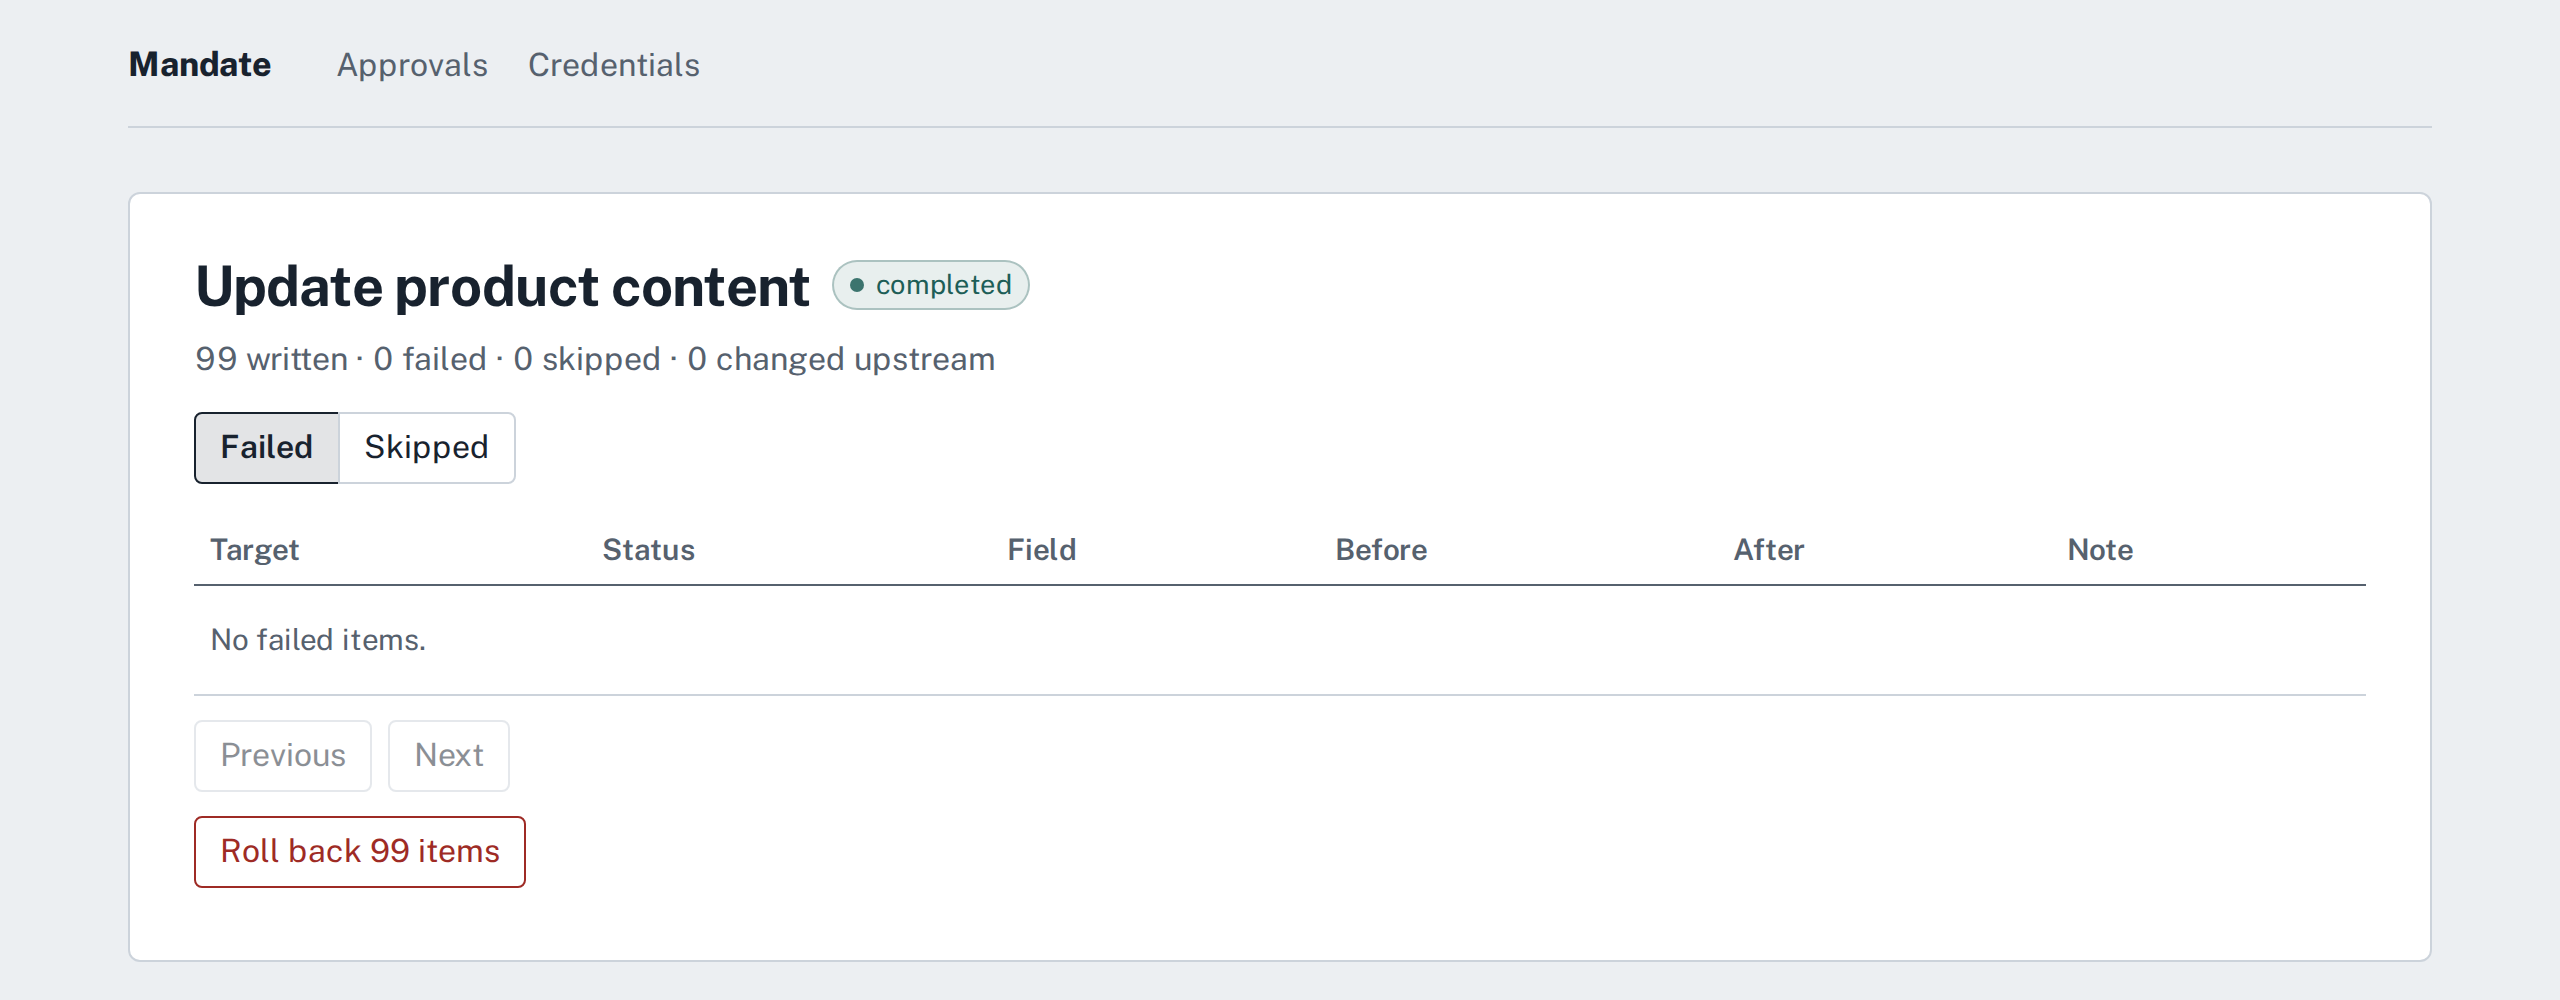 Mandate Approvals Credentials
Update product content completed
99 written · 0 failed · 0 skipped · 0 changed upstream
Failed Skipped
Target Status Field Before After Note
No failed items.
Previous Next
Roll back 99 items